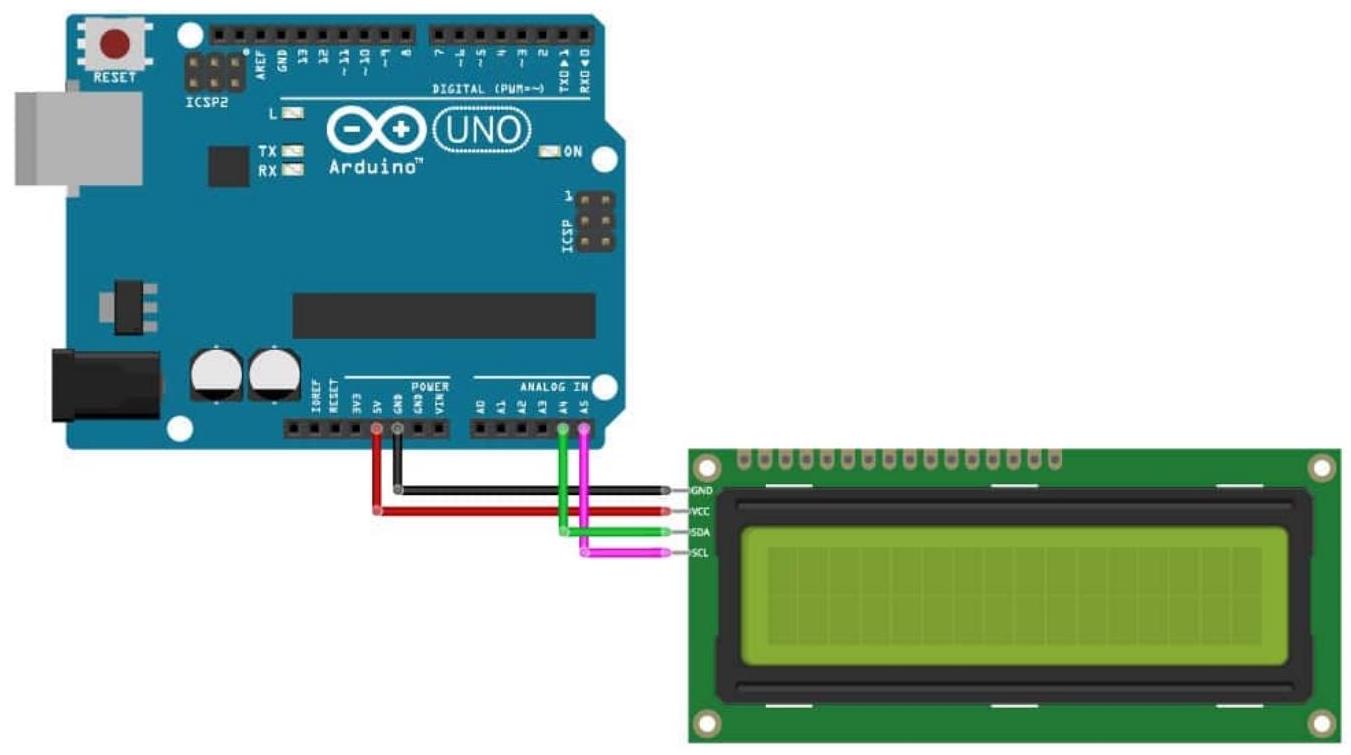 RESET
ICSP2
AREF
GND
13
12
~11
~10
~9
8
7
~6
~5
4
~3
2
TX0▶1
RX0◀0
DIGITAL (PWM=~)
L
TX
RX
Arduino™
UNO
ON
1
ICSP
IOREF
RESET
3V3
5V
GND
GND
VIN
POWER
ANALOG IN
A0
A1
A2
A3
A4
A5
GND
VCC
SDA
SCL